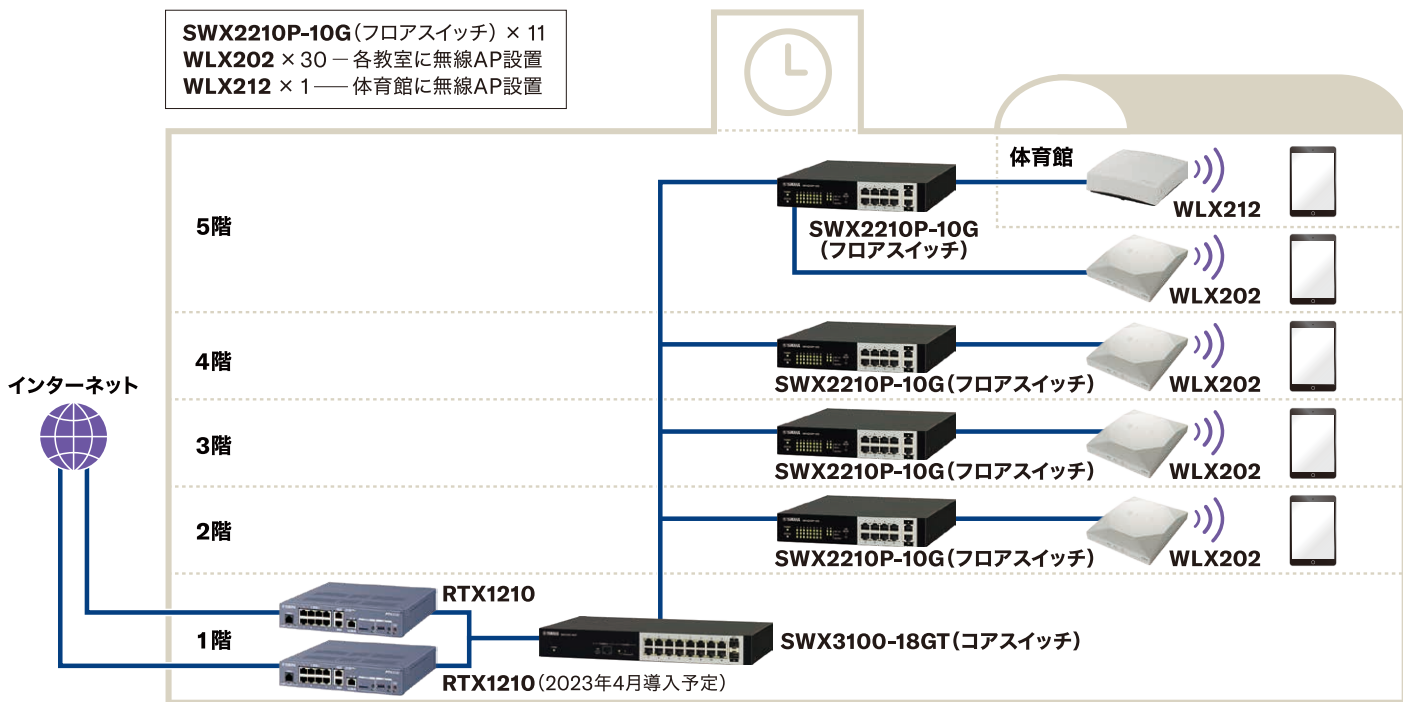 SWX2210P-10G(フロアスイッチ) × 11
WLX202 × 30 — 各教室に無線AP設置
WLX212 × 1 —— 体育館に無線AP設置
体育館
WLX212
5階
SWX2210P-10G
(フロアスイッチ)
WLX202
4階
SWX2210P-10G(フロアスイッチ)
WLX202
インターネット
3階
SWX2210P-10G(フロアスイッチ)
WLX202
2階
SWX2210P-10G(フロアスイッチ)
WLX202
RTX1210
1階
SWX3100-18GT(コアスイッチ)
RTX1210(2023年4月導入予定)